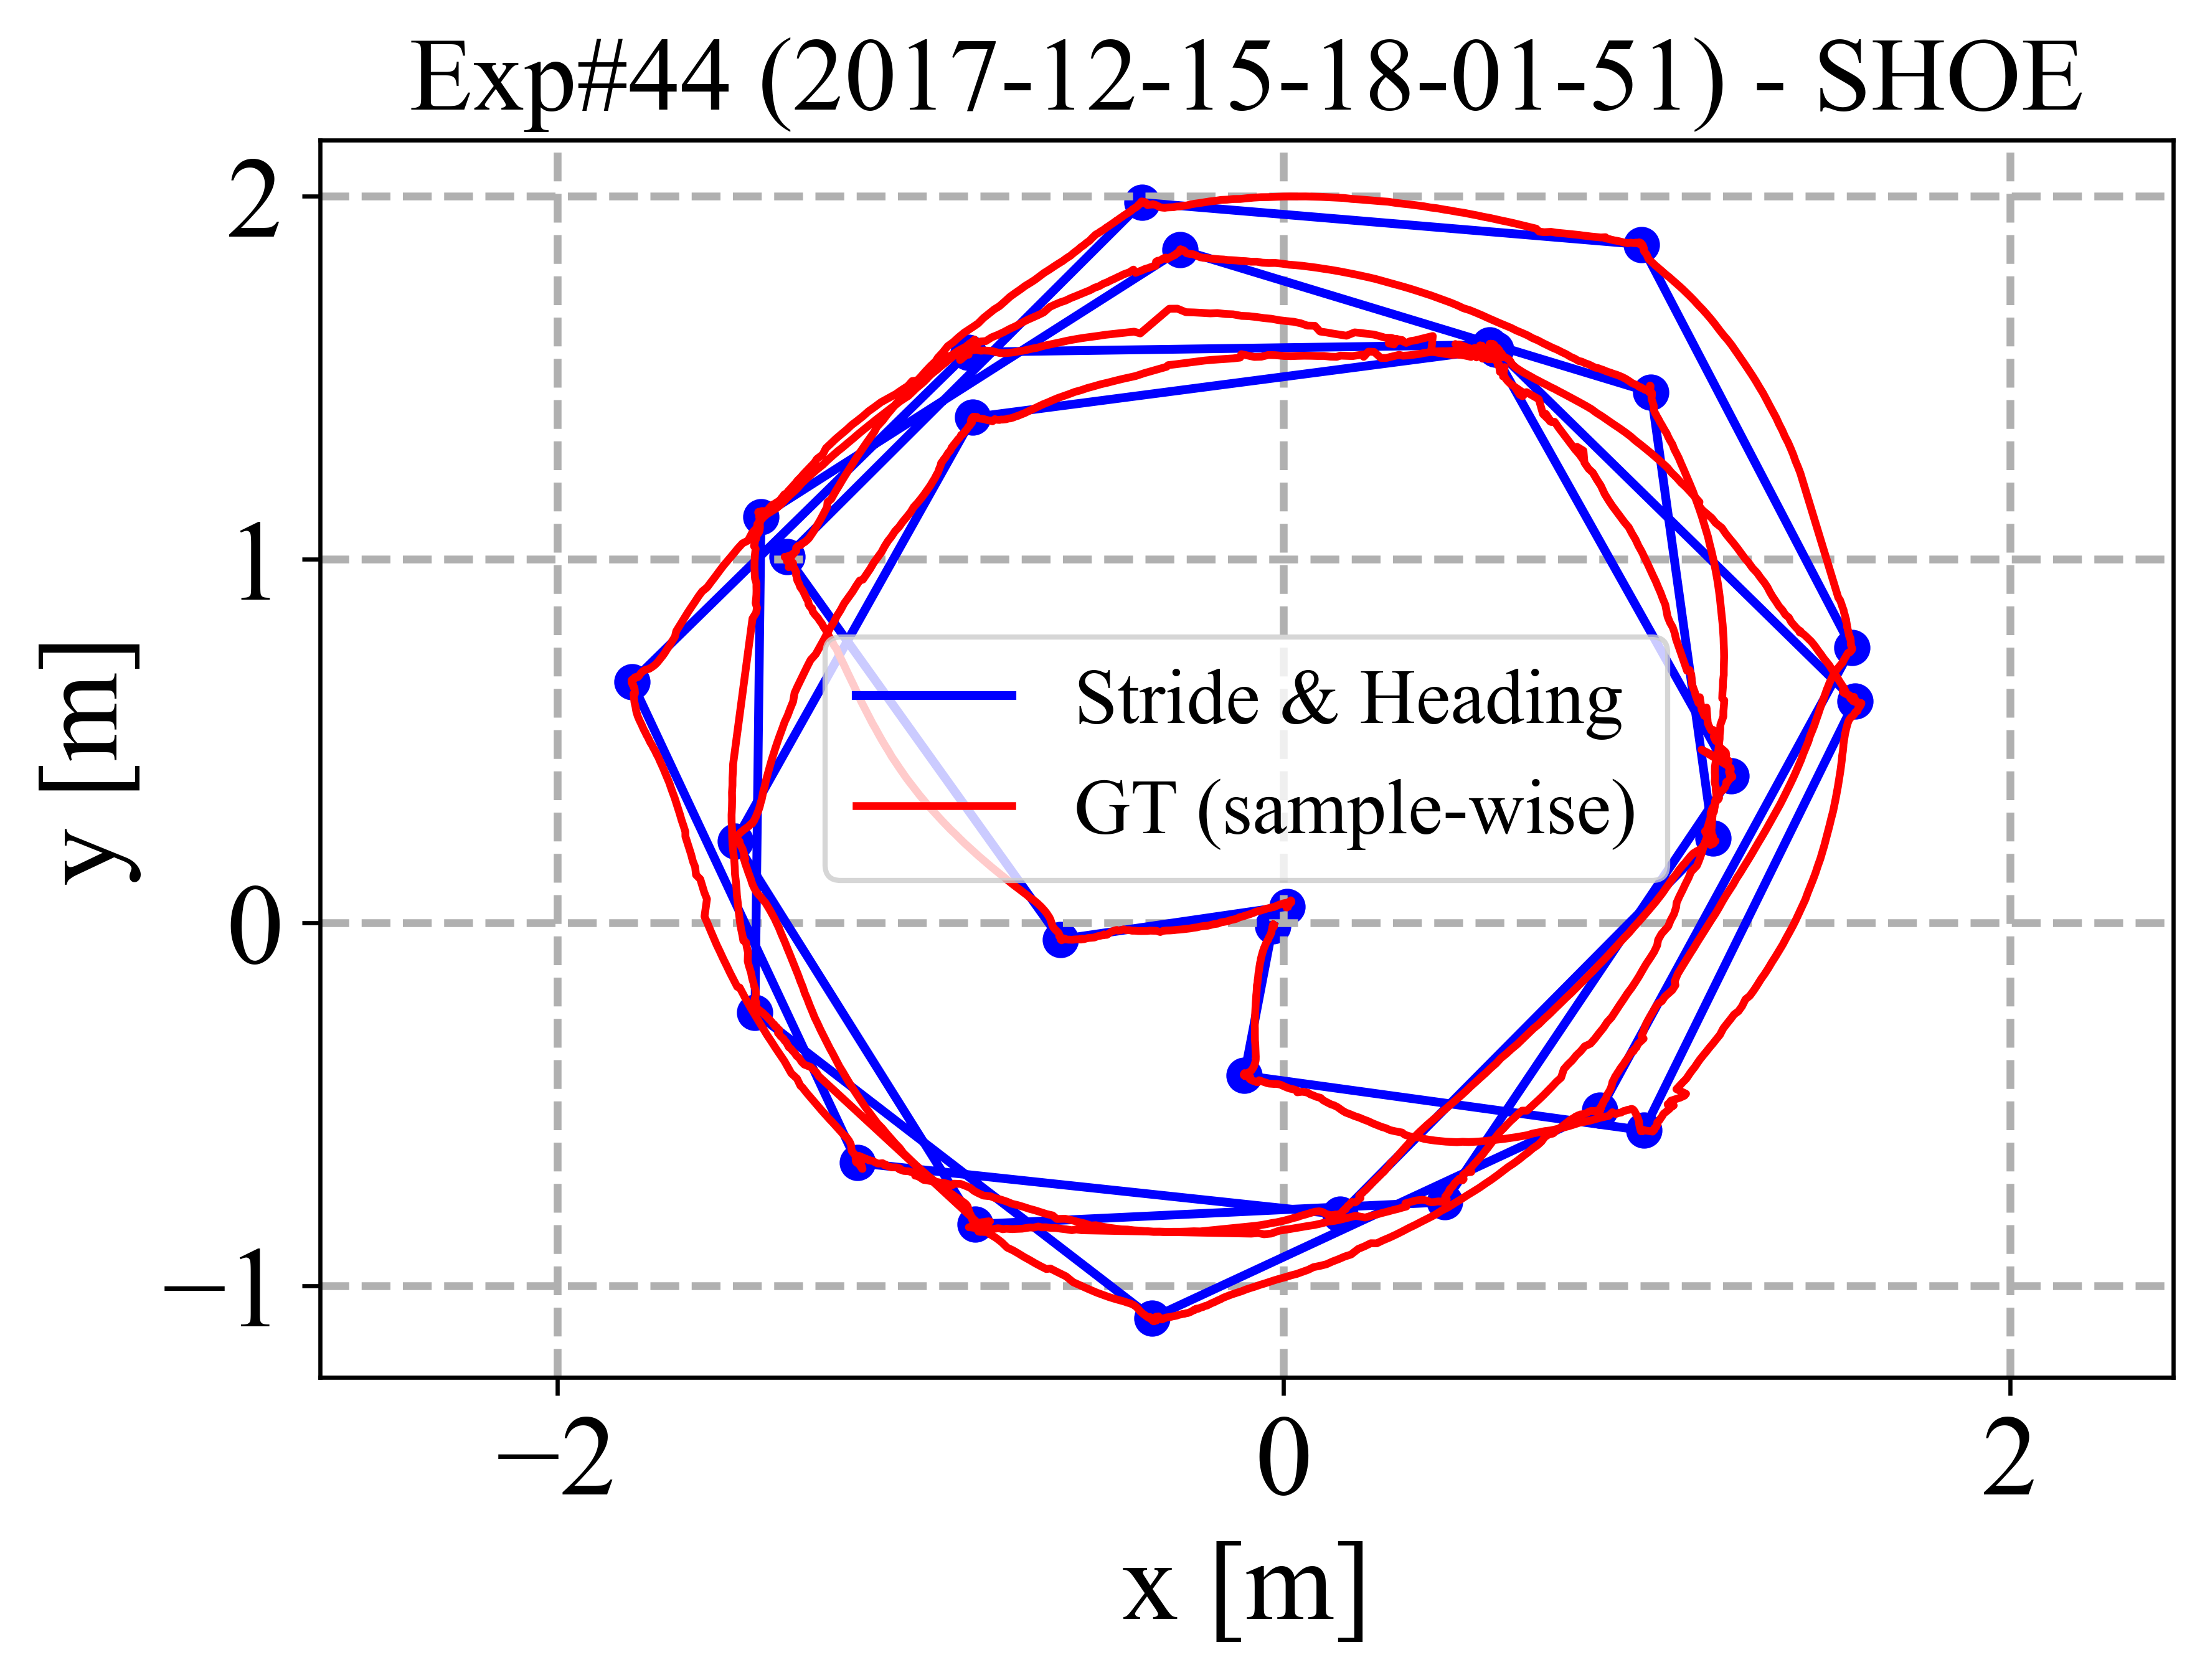 Exp#44 (2017-12-15-18-01-51) - SHOE
2
1
0
−1
y [m]
Stride & Heading
GT (sample-wise)
−2 0 2
x [m]